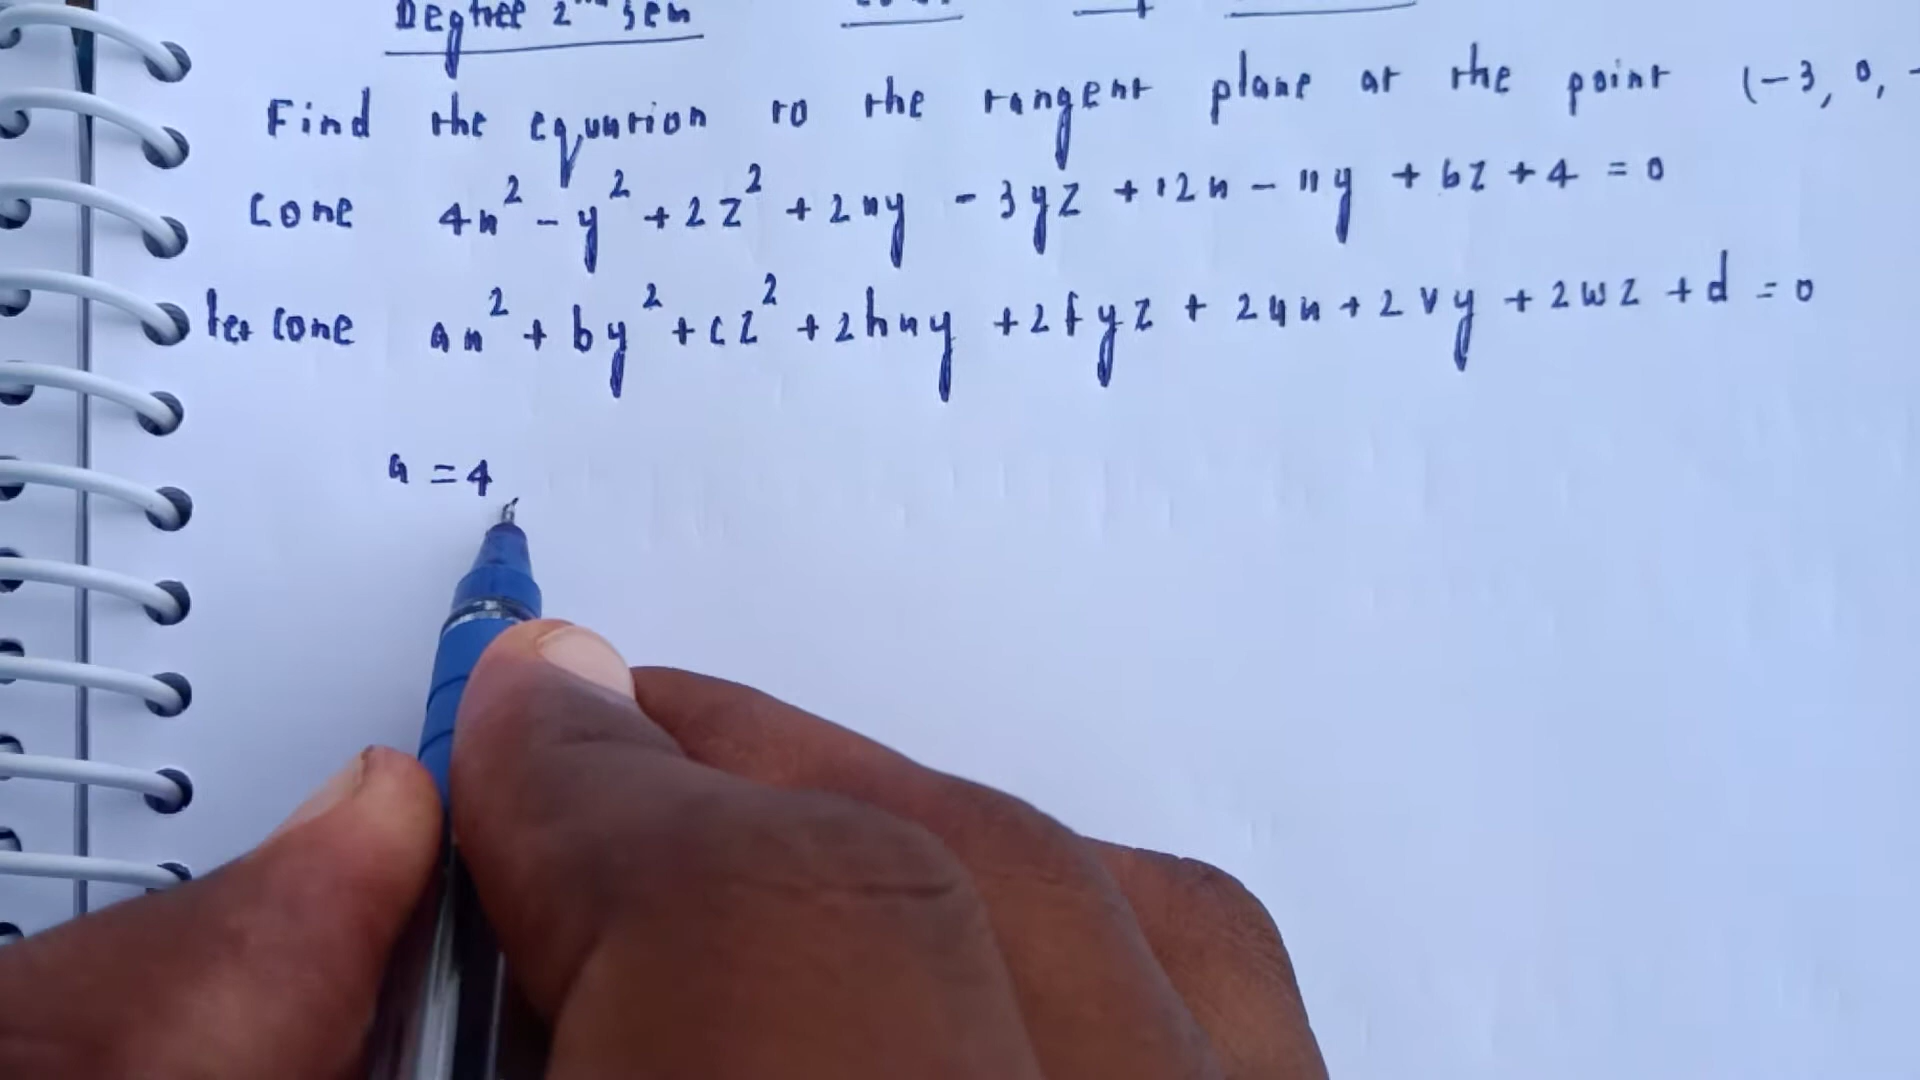 Degree 2nd sem
Find the equation to the tangent plane at the point (-3, 0, -
cone 4x² - y² + 2z² + 2xy - 3yz + 12x - 11y + 6z + 4 = 0
let cone ax² + by² + cz² + 2hxy + 2fyz + 2ux + 2vy + 2wz + d = 0
a = 4